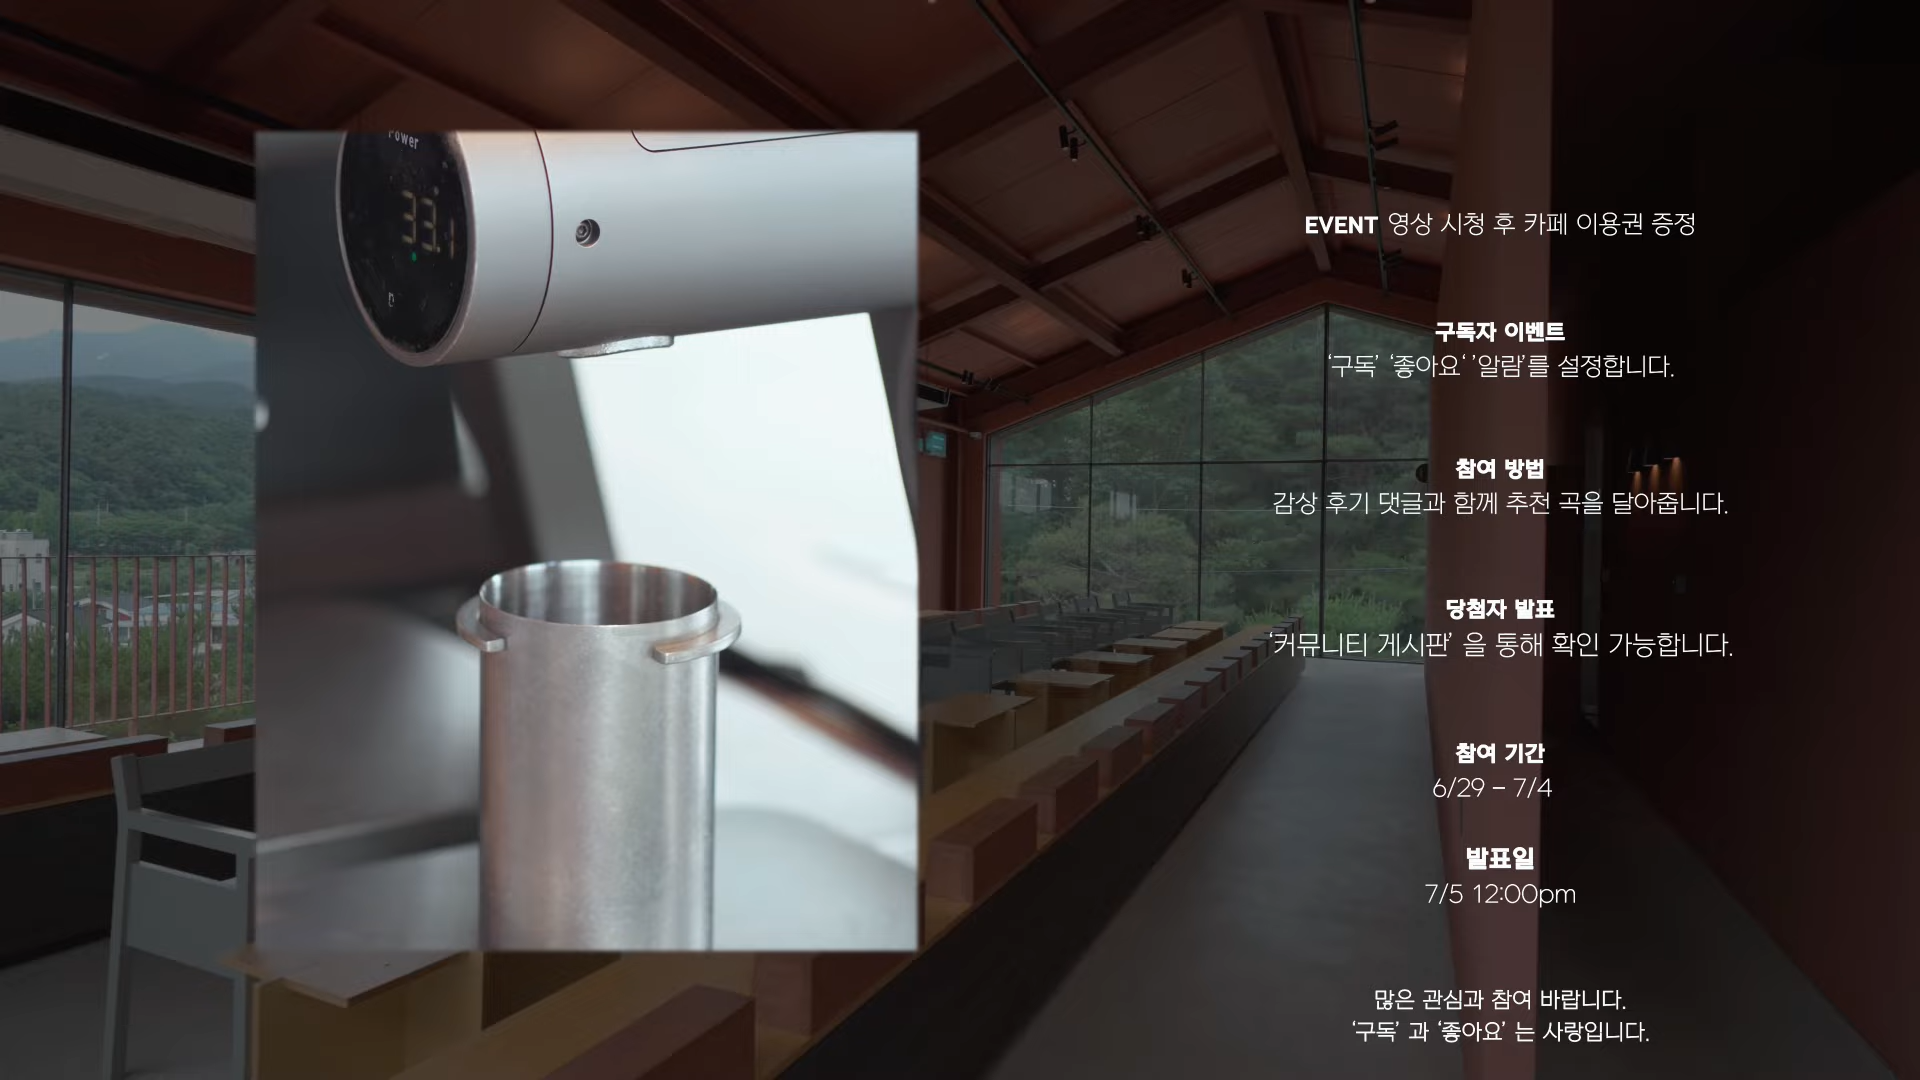 Power
33.1
EVENT 영상 시청 후 카페 이용권 증정
구독자 이벤트
‘구독’ ‘좋아요‘ ’알람’를 설정합니다.
참여 방법
감상 후기 댓글과 함께 추천 곡을 달아줍니다.
당첨자 발표
‘커뮤니티 게시판’ 을 통해 확인 가능합니다.
참여 기간
6/29 – 7/4
발표일
7/5 12:00pm
많은 관심과 참여 바랍니다.
‘구독’ 과 ‘좋아요’ 는 사랑입니다.